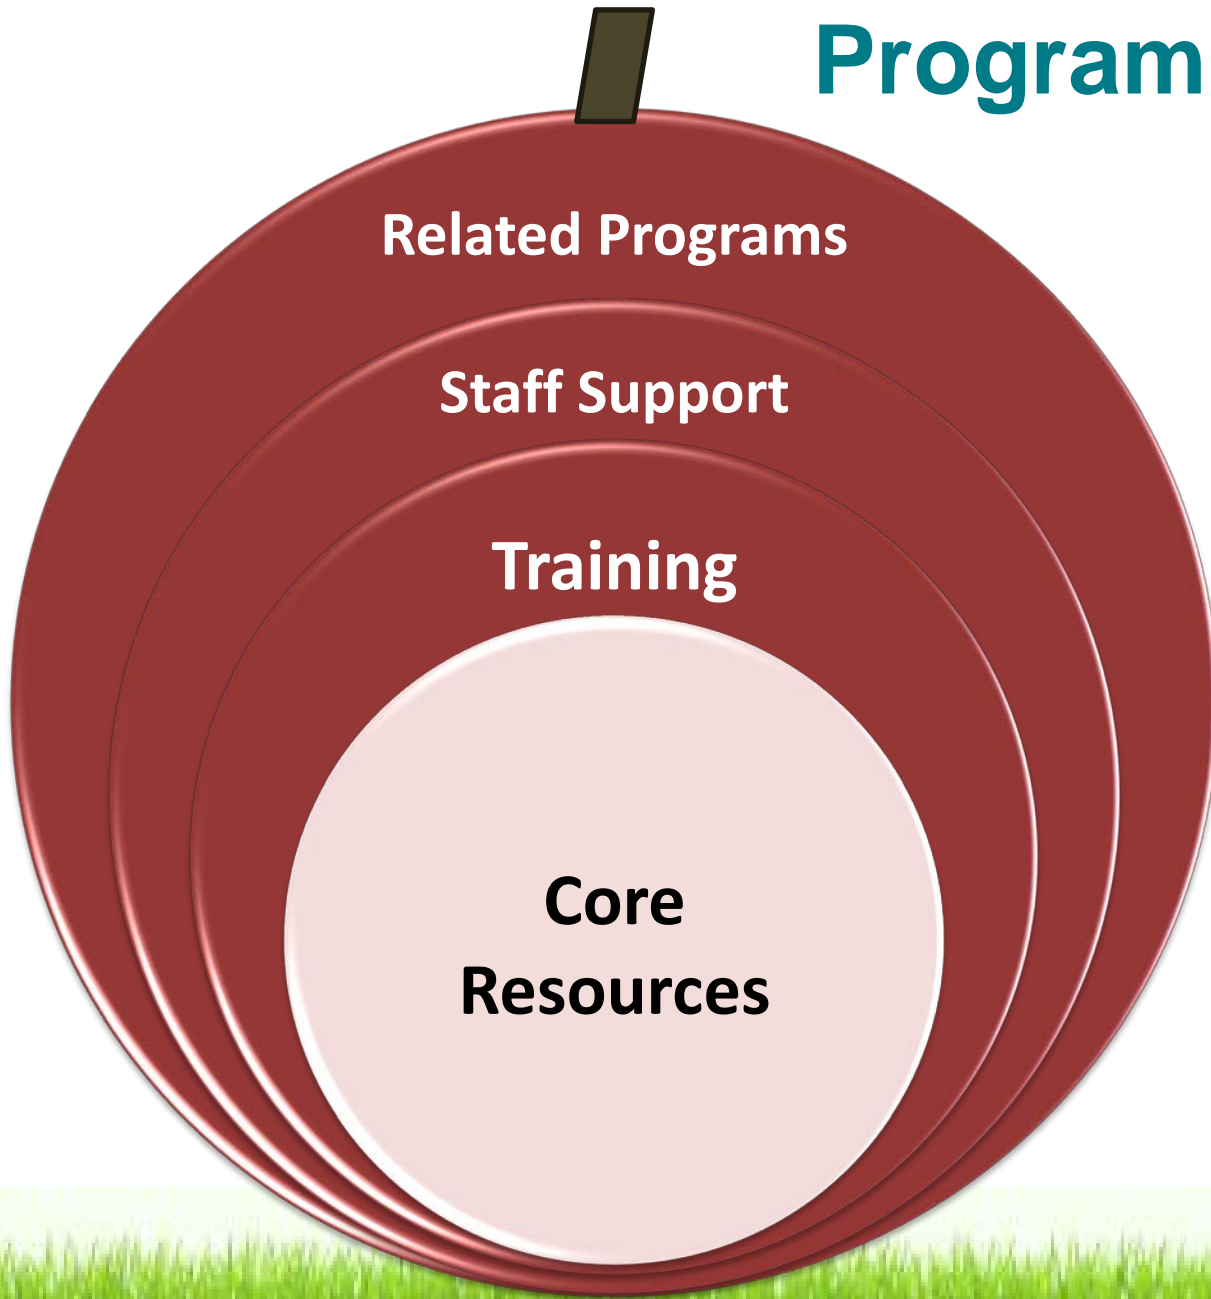 Program
Related Programs
Staff Support
Training
Core
Resources